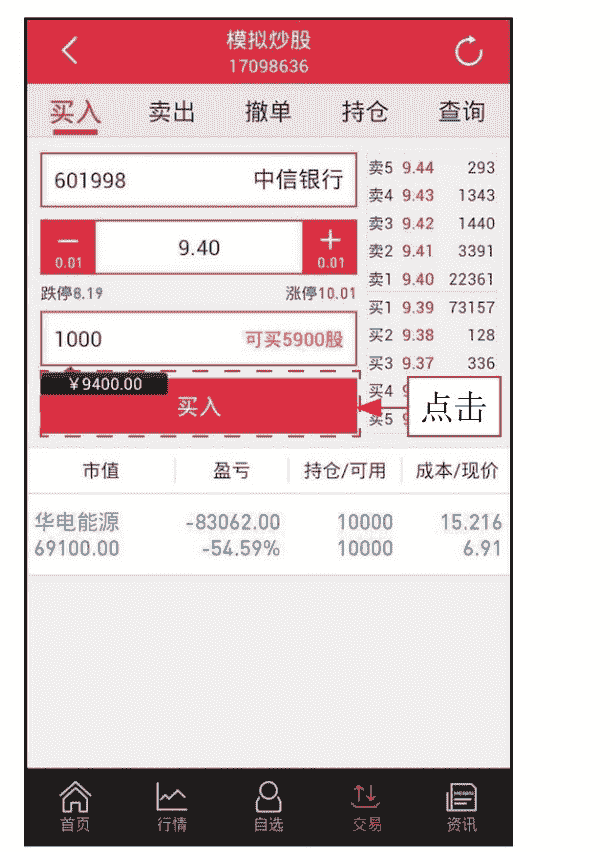 模拟炒股
17098636
买入 卖出 撤单 持仓 查询
601998 中信银行
0.01 9.40 0.01
跌停8.19 涨停10.01
1000 可买5900股
￥9400.00
买入
卖5 9.44 293
卖4 9.43 1343
卖3 9.42 1440
卖2 9.41 3391
卖1 9.40 22361
买1 9.39 73157
买2 9.38 128
买3 9.37 336
买4
买5
点击
市值 盈亏 持仓/可用 成本/现价
华电能源 -83062.00 10000 15.216
69100.00 -54.59% 10000 6.91
首页 行情 自选 交易 资讯